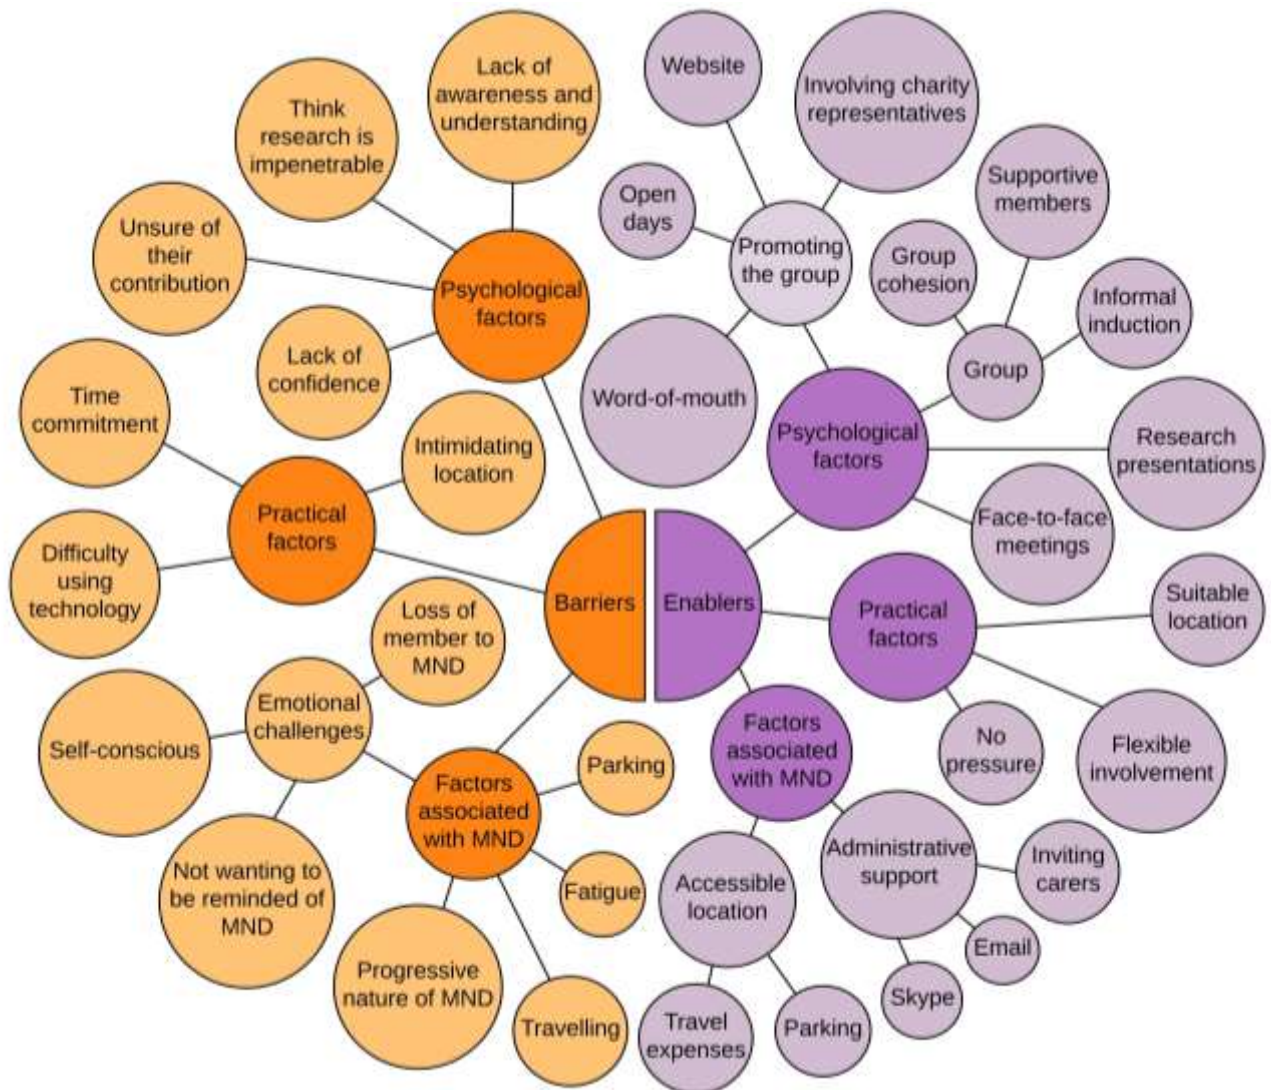 Lack of
awareness and
understanding
Think
research is
impenetrable
Unsure of
their
contribution
Psychological
factors
Lack of
confidence
Time
commitment
Intimidating
location
Practical
factors
Difficulty
using
technology
Barriers
Loss of
member to
MND
Emotional
challenges
Self-conscious
Not wanting to
be reminded of
MND
Factors
associated
with MND
Parking
Fatigue
Progressive
nature of MND
Travelling
Website
Involving charity
representatives
Open
days
Promoting
the group
Word-of-mouth
Supportive
members
Group
cohesion
Informal
induction
Group
Psychological
factors
Research
presentations
Face-to-face
meetings
Enablers
Practical
factors
Suitable
location
No
pressure
Flexible
involvement
Factors
associated
with MND
Administrative
support
Inviting
carers
Email
Skype
Accessible
location
Travel
expenses
Parking